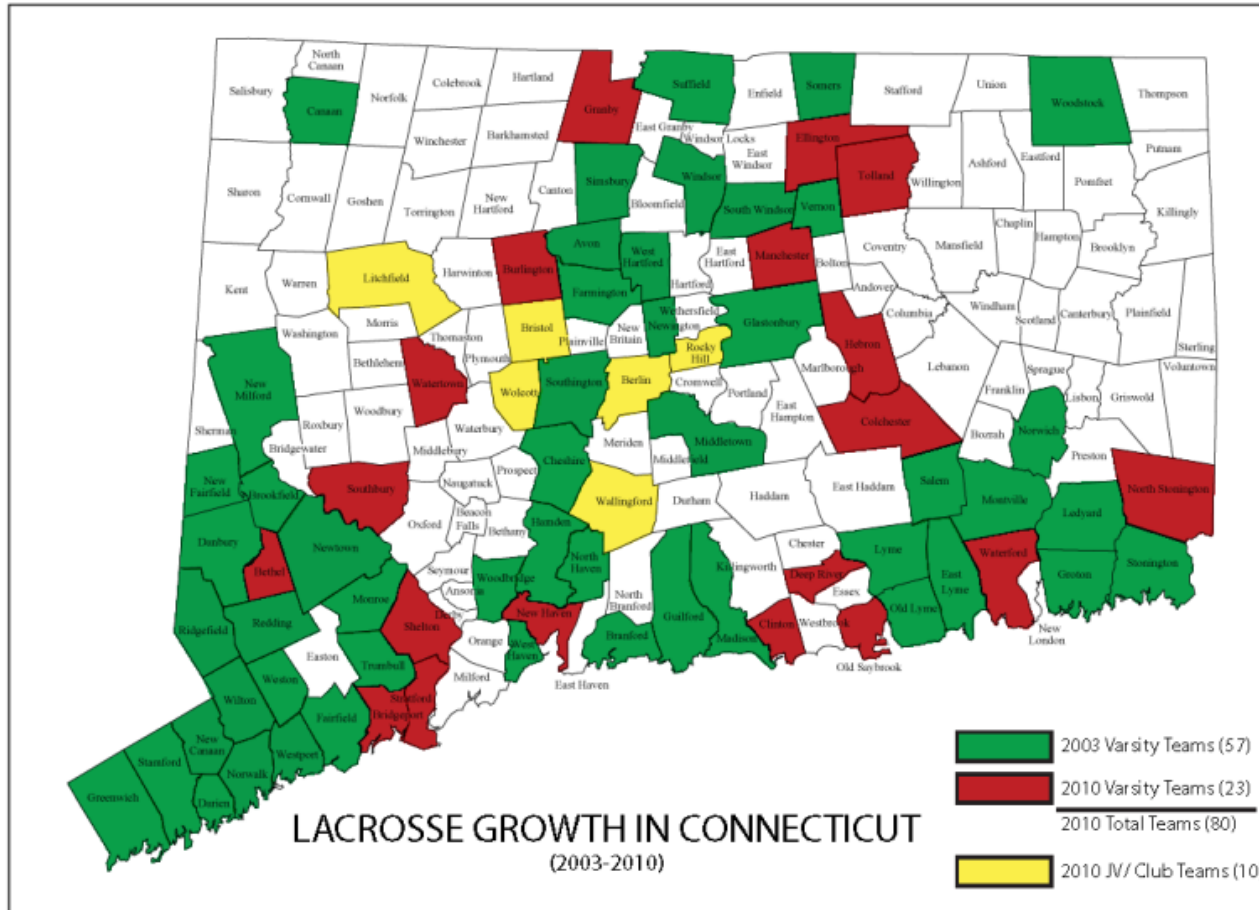 North
Canaan
Salisbury
Canaan
Norfolk
Colebrook
Hartland
Granby
Suffield
Enfield
Somers
Stafford
Union
Woodstock
Thompson
Winchester
Barkhamsted
East Granby
Windsor Locks
East
Windsor
Ellington
Tolland
Willington
Ashford
Eastford
Pomfret
Putnam
Sharon
Cornwall
Goshen
Torrington
New
Hartford
Canton
Simsbury
Bloomfield
Windsor
South Windsor
Vernon
Killingly
Chaplin
Hampton
Brooklyn
Mansfield
Coventry
Kent
Warren
Litchfield
Harwinton
Burlington
Avon
West
Hartford
Hartford
East
Hartford
Manchester
Bolton
Andover
Columbia
Windham
Scotland
Canterbury
Plainfield
Sterling
Farmington
Washington
Morris
Bethlehem
Thomaston
Plymouth
Bristol
Plainville
New
Britain
Newington
Wethersfield
Rocky
Hill
Glastonbury
Hebron
Marlborough
Lebanon
Franklin
Sprague
Lisbon
Griswold
Voluntown
New
Milford
Watertown
Wolcott
Southington
Berlin
Cromwell
Portland
East
Hampton
Colchester
Bozrah
Norwich
Preston
Sherman
Roxbury
Bridgewater
Woodbury
Waterbury
Middlebury
Meriden
Middletown
Middlefield
Cheshire
Prospect
Naugatuck
New
Fairfield
Brookfield
Southbury
Oxford
Beacon
Falls
Bethany
Hamden
Wallingford
Durham
Haddam
East Haddam
Salem
Montville
Ledyard
North Stonington
Danbury
Bethel
Newtown
Seymour
Woodbridge
North
Haven
Killingworth
Chester
Deep River
Essex
Lyme
East
Lyme
Waterford
Groton
Stonington
Monroe
Shelton
Derby
North
Branford
Guilford
Madison
Clinton
Westbrook
Old Lyme
New
London
Old Saybrook
Ridgefield
Redding
Easton
Trumbull
Orange
New Haven
West
Haven
Branford
East Haven
Milford
Weston
Wilton
Fairfield
Stratford
Bridgeport
New
Canaan
Westport
Norwalk
Stamford
Darien
Greenwich
LACROSSE GROWTH IN CONNECTICUT
(2003-2010)
2003 Varsity Teams (57)
2010 Varsity Teams (23)
2010 Total Teams (80)
2010 JV/ Club Teams (10